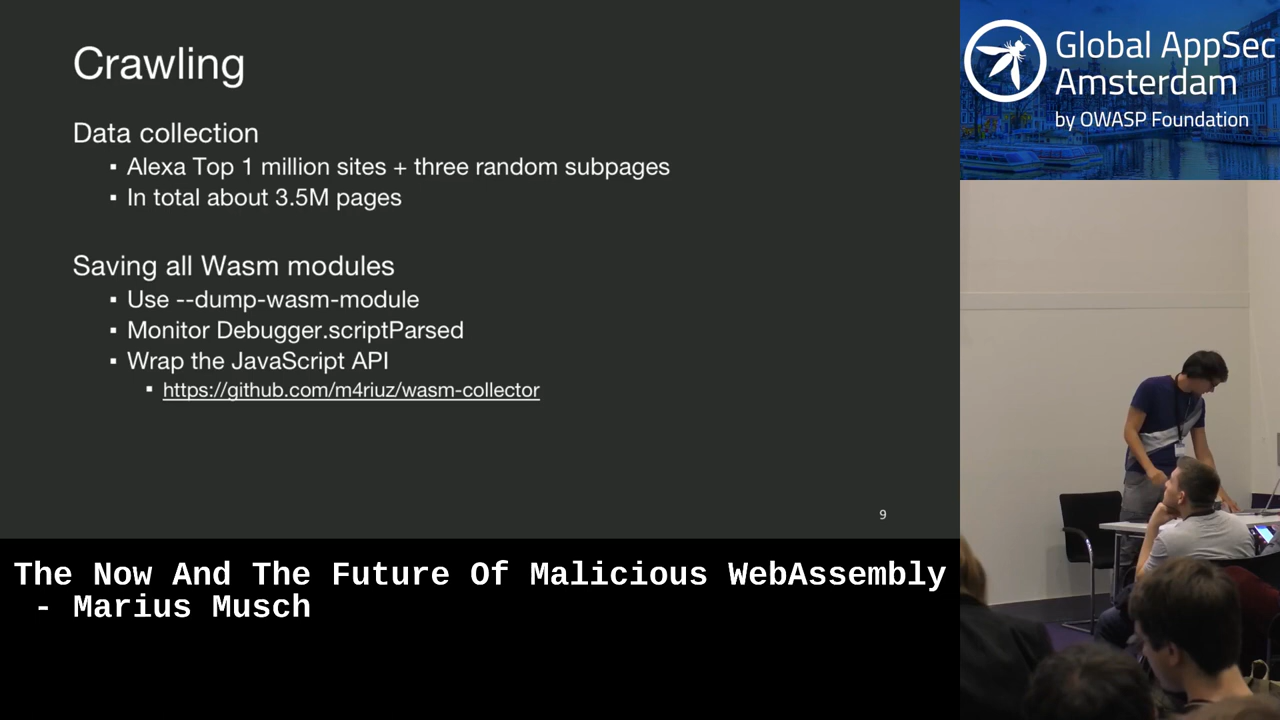 Crawling
Data collection
▪ Alexa Top 1 million sites + three random subpages
▪ In total about 3.5M pages
Saving all Wasm modules
▪ Use --dump-wasm-module
▪ Monitor Debugger.scriptParsed
▪ Wrap the JavaScript API
▪ https://github.com/m4riuz/wasm-collector
9
Global AppSec
Amsterdam
by OWASP Foundation
The Now And The Future Of Malicious WebAssembly
- Marius Musch